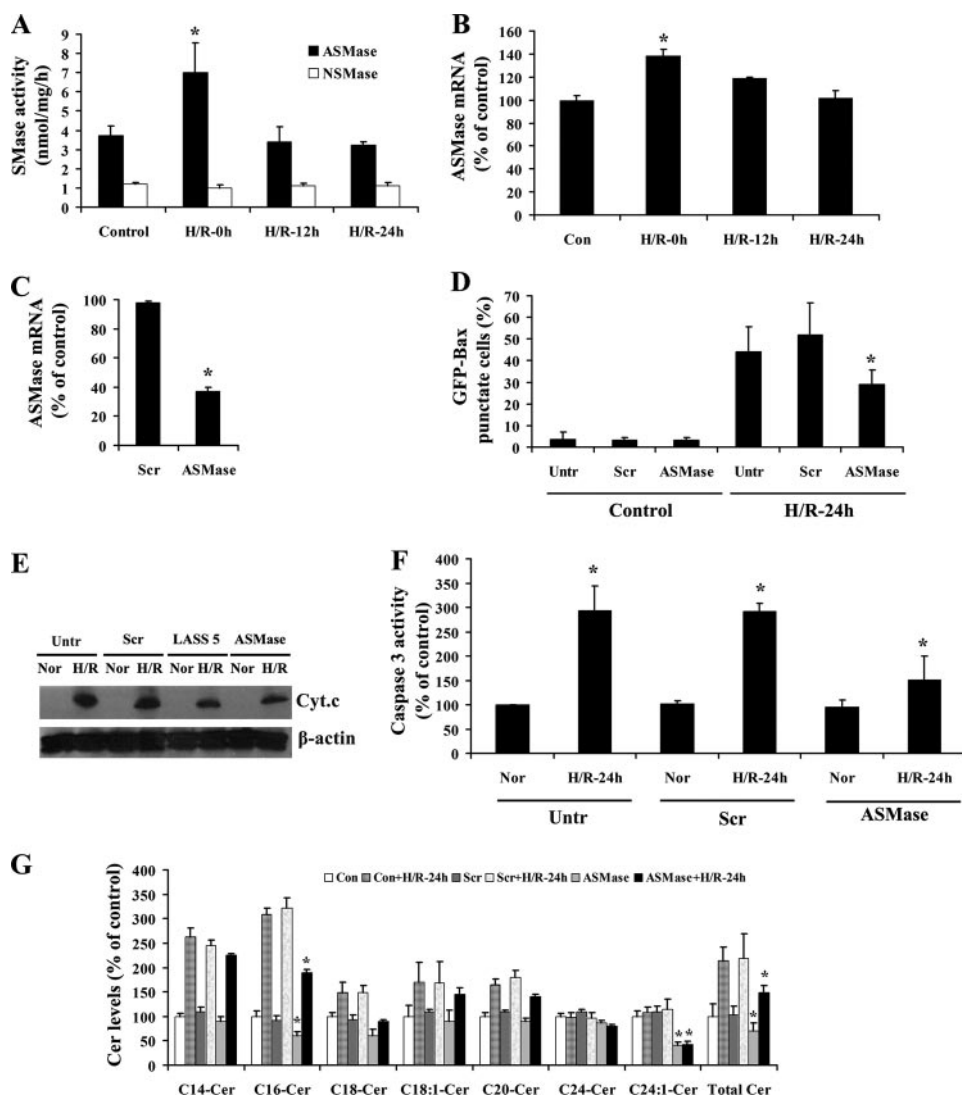 A
SMase activity
(nmol/mg/h)
9
8
7
6
5
4
3
2
1
0
*
ASMase
NSMase
Control H/R-0h H/R-12h H/R-24h
B
ASMase mRNA
(% of control)
160
140
120
100
80
60
40
20
0
*
Con H/R-0h H/R-12h H/R-24h
C
ASMase mRNA
(% of control)
100
80
60
40
20
0
*
Scr ASMase
D
GFP-Bax
punctate cells (%)
70
60
50
40
30
20
10
0
*
Untr Scr ASMase Untr Scr ASMase
Control H/R-24h
E
Untr Scr LASS 5 ASMase
Nor H/R Nor H/R Nor H/R Nor H/R
Cyt.c
β-actin
F
Caspase 3 activity
(% of control)
400
350
300
250
200
150
100
50
0
* * *
Nor H/R-24h Nor H/R-24h Nor H/R-24h
Untr Scr ASMase
G
Cer levels (% of control)
400
350
300
250
200
150
100
50
0
Con Con+H/R-24h Scr Scr+H/R-24h ASMase ASMase+H/R-24h
* * * * * *
C14-Cer C16-Cer C18-Cer C18:1-Cer C20-Cer C24-Cer C24:1-Cer Total Cer